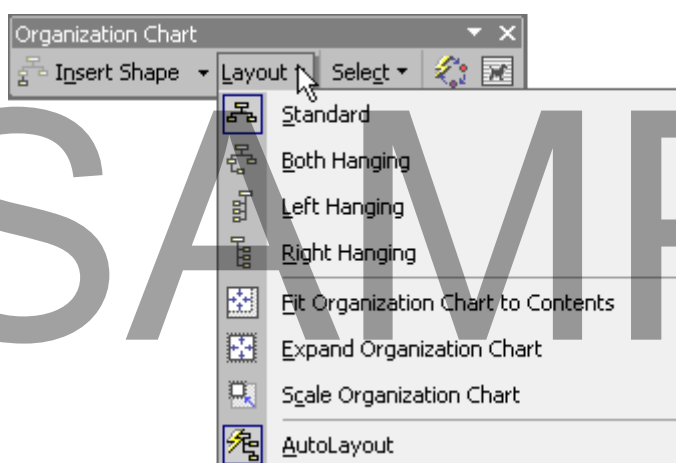 Organization Chart
Insert Shape Layout Select
Standard
Both Hanging
Left Hanging
Right Hanging
Fit Organization Chart to Contents
Expand Organization Chart
Scale Organization Chart
AutoLayout